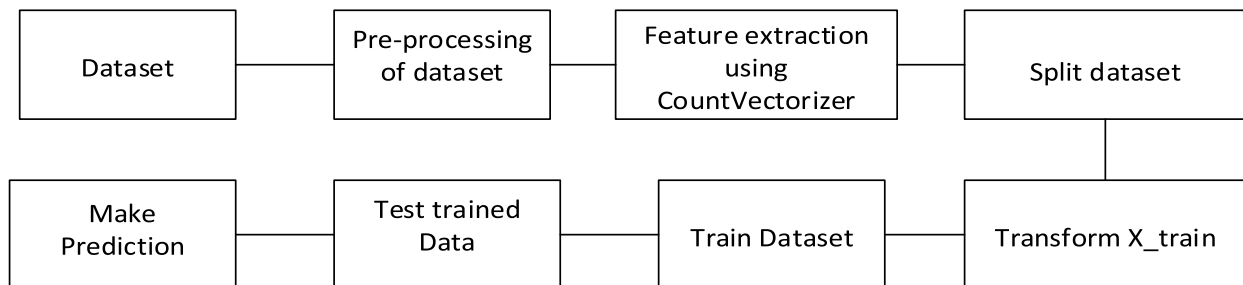 Dataset
Pre-processing
of dataset
Feature extraction
using
CountVectorizer
Split dataset
Make
Prediction
Test trained
Data
Train Dataset
Transform X_train